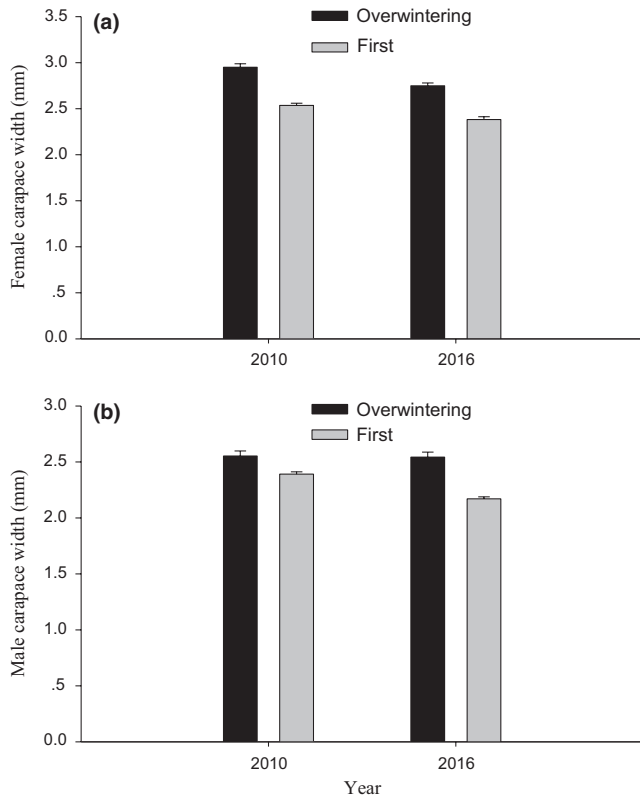 (a)
Overwintering
First
Female carapace width (mm)
3.5
3.0
2.5
2.0
1.5
1.0
.5
0.0
2010 2016
(b)
Overwintering
First
Male carapace width (mm)
3.0
2.5
2.0
1.5
1.0
.5
0.0
2010 2016
Year